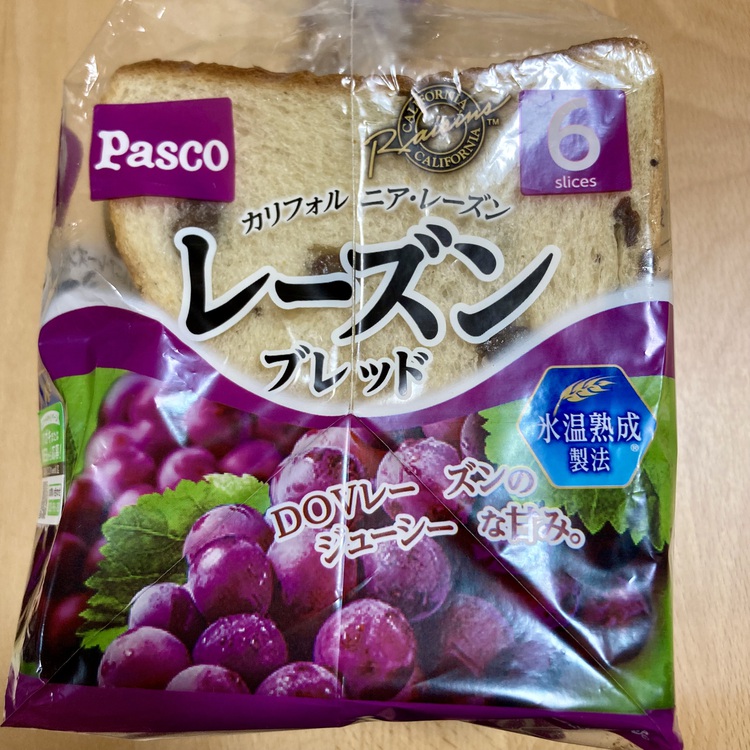 Pasco
CALIFORNIA
Raisins™
CALIFORNIA
6
slices
カリフォルニア・レーズン
レーズン
ブレッド
氷温熟成®
製法
DOVレーズンの
ジューシーな甘み。